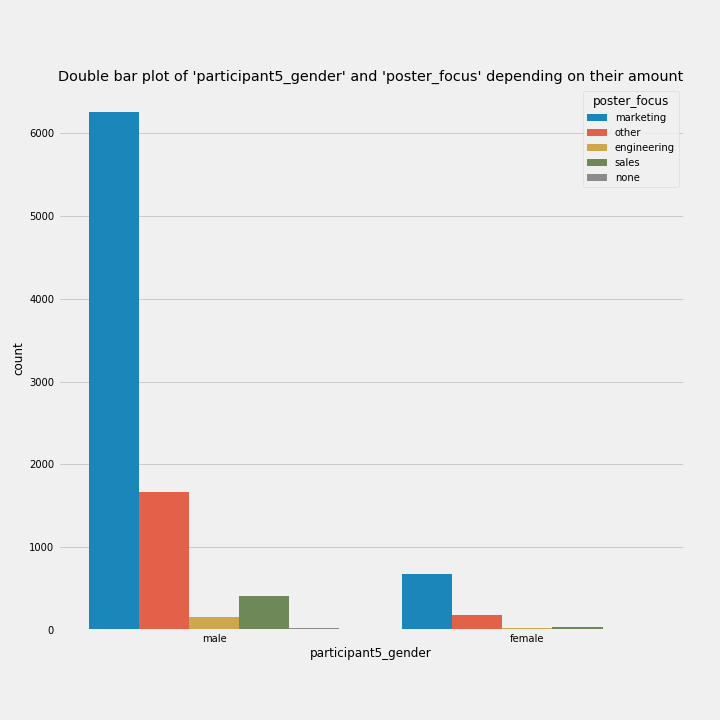 Double bar plot of 'participant5_gender' and 'poster_focus' depending on their amount
poster_focus
marketing
other
engineering
sales
none
6000
5000
4000
3000
2000
1000
0
count
male
female
participant5_gender